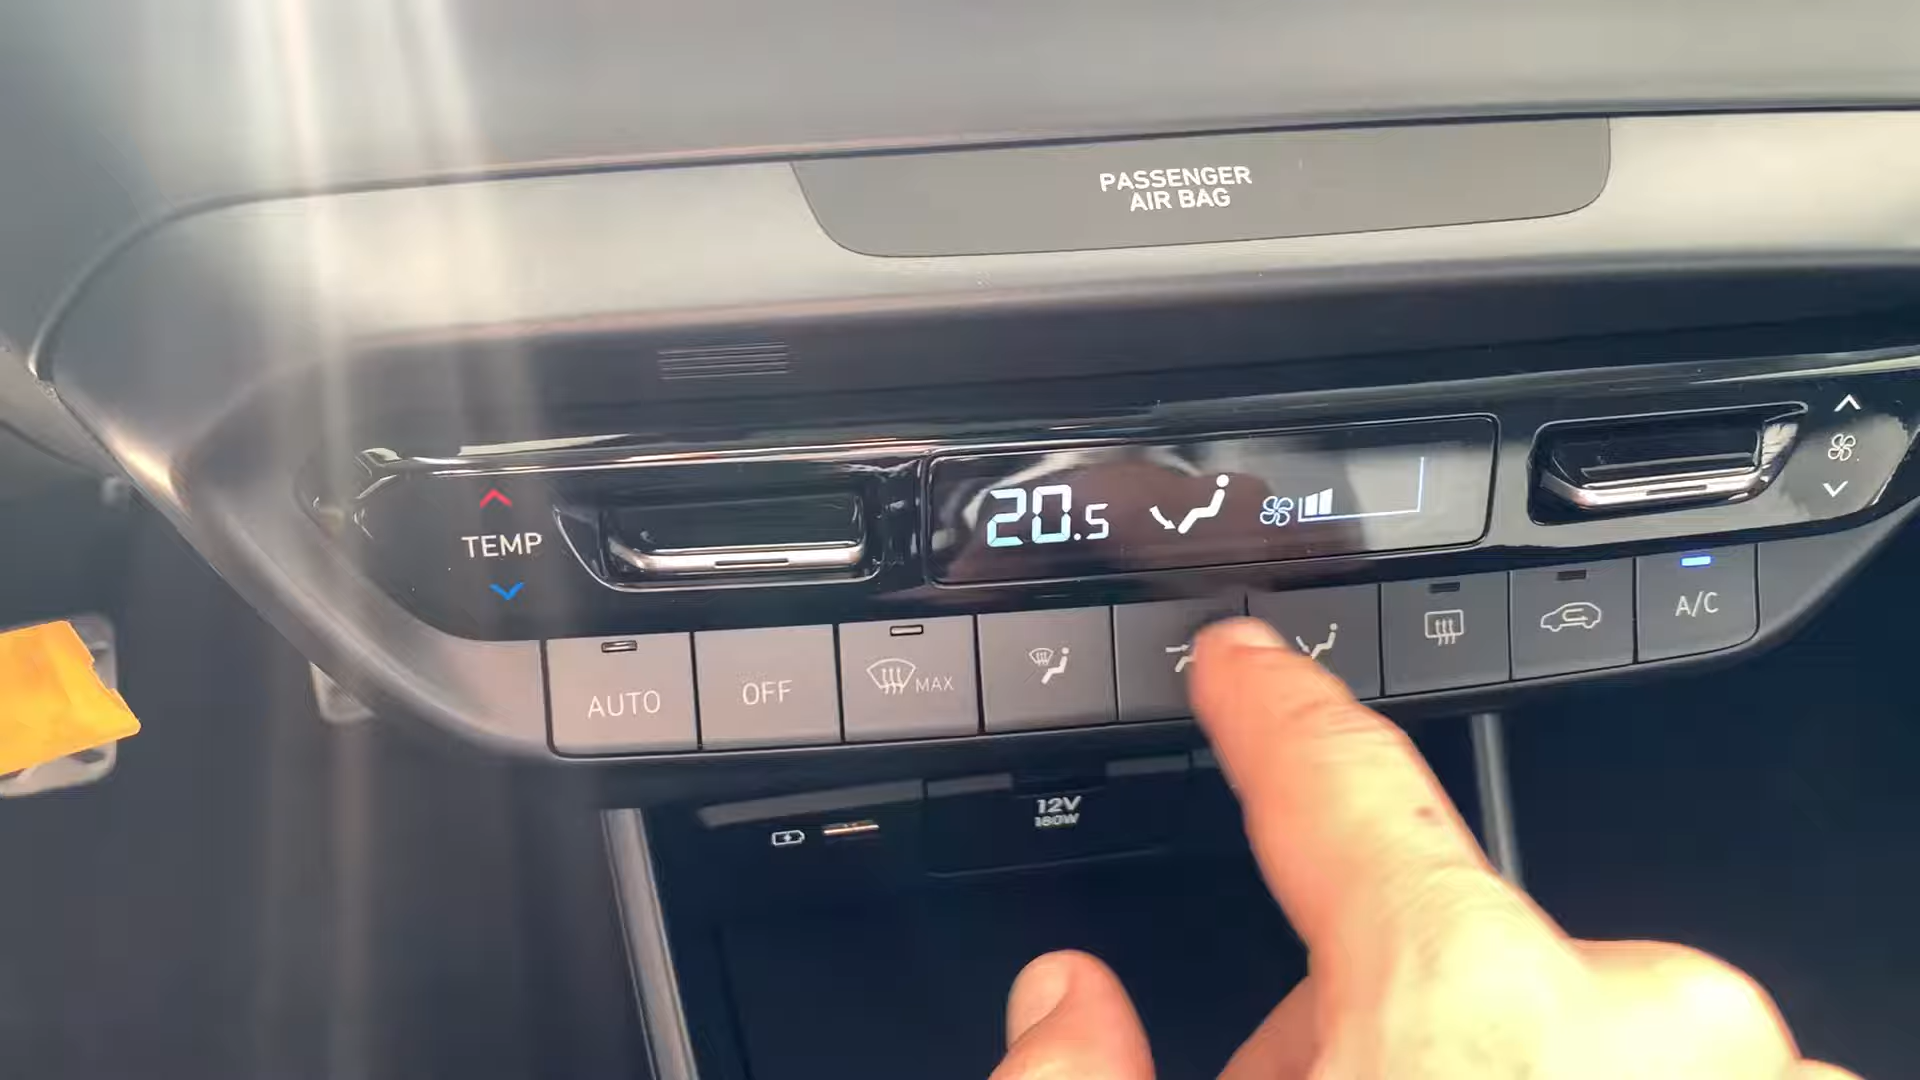 PASSENGER
AIR BAG
TEMP
20.5
AUTO
OFF
MAX
A/C
12V
180W